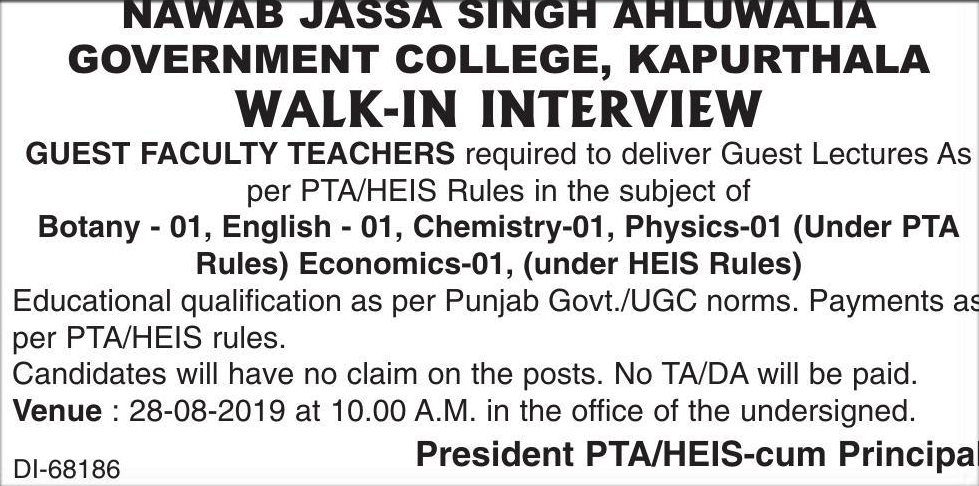 NAWAB JASSA SINGH AHLUWALIA
GOVERNMENT COLLEGE, KAPURTHALA
WALK-IN INTERVIEW
GUEST FACULTY TEACHERS required to deliver Guest Lectures As
per PTA/HEIS Rules in the subject of
Botany - 01, English - 01, Chemistry-01, Physics-01 (Under PTA
Rules) Economics-01, (under HEIS Rules)
Educational qualification as per Punjab Govt./UGC norms. Payments as
per PTA/HEIS rules.
Candidates will have no claim on the posts. No TA/DA will be paid.
Venue : 28-08-2019 at 10.00 A.M. in the office of the undersigned.
President PTA/HEIS-cum Principal
DI-68186